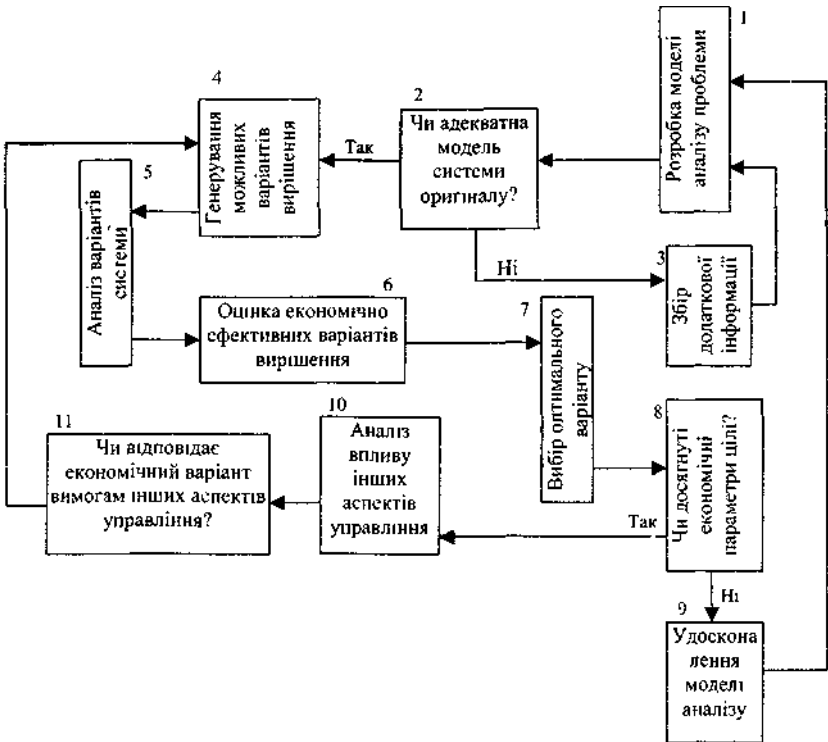 1
Розробка моделі
аналізу проблеми
2
Чи адекватна
модель
системи
оригіналу?
Так
Ні
3
Збір
додаткової
інформації
4
Генерування
можливих
варіантів
вирішення
5
Аналіз варіантів
системи
6
Оцінка економічно
ефективних варіантів
вирішення
7
Вибір оптимального
варіанту
8
Чи досягнуті
економічні
параметри цілі?
Так
Ні
9
Удоскона
лення
моделі
аналізу
10
Аналіз
впливу
інших
аспектів
управління
11
Чи відповідає
економічний варіант
вимогам інших аспектів
управління?